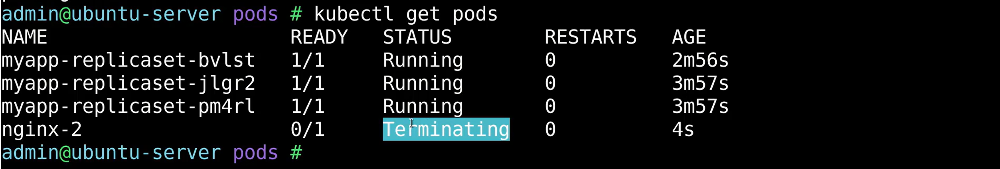 admin@ubuntu-server pods # kubectl get pods
NAME READY STATUS RESTARTS AGE
myapp-replicaset-bvlst 1/1 Running 0 2m56s
myapp-replicaset-jlgr2 1/1 Running 0 3m57s
myapp-replicaset-pm4rl 1/1 Running 0 3m57s
nginx-2 0/1 Terminating 0 4s
admin@ubuntu-server pods #